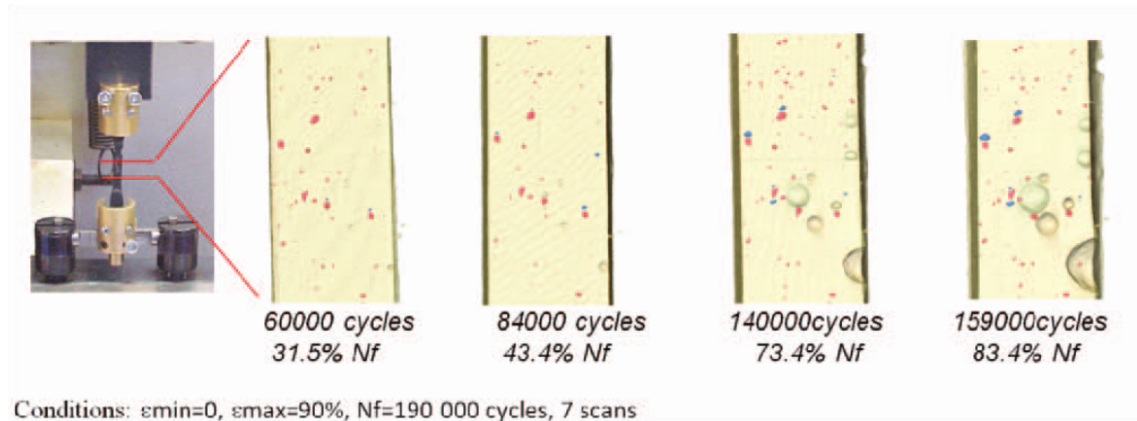 60000 cycles
31.5% Nf
84000 cycles
43.4% Nf
140000cycles
73.4% Nf
159000cycles
83.4% Nf
Conditions: εmin=0, εmax=90%, Nf=190 000 cycles, 7 scans